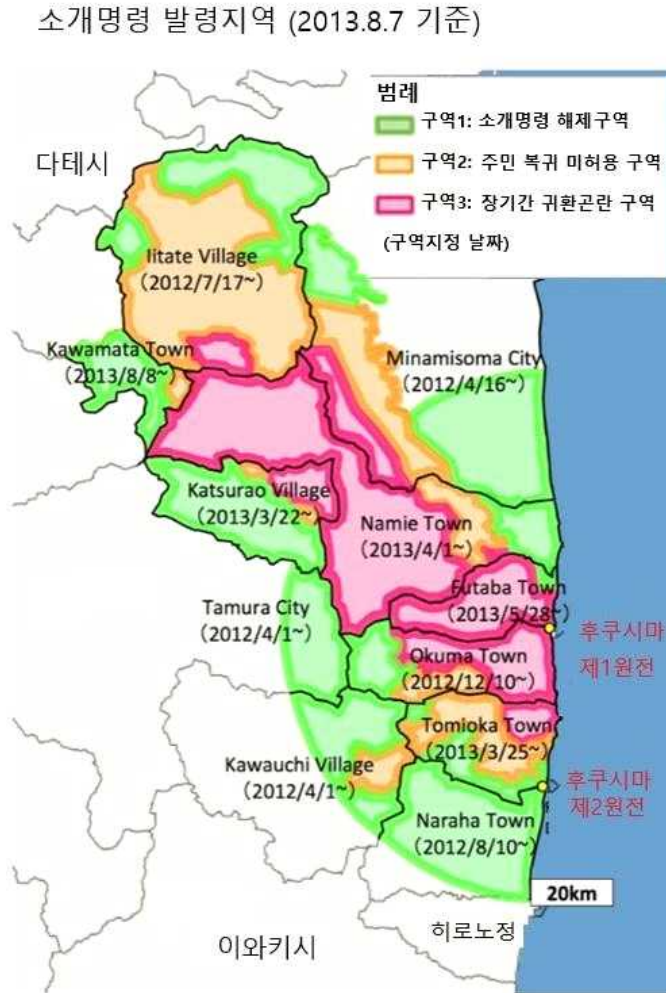 소개명령 발령지역 (2013.8.7 기준)
범례
구역1: 소개명령 해제구역
구역2: 주민 복귀 미허용 구역
구역3: 장기간 귀환곤란 구역
(구역지정 날짜)
다테시
Iitate Village
(2012/7/17~)
Kawamata Town
(2013/8/8~)
Minamisoma City
(2012/4/16~)
Katsurao Village
(2013/3/22~)
Namie Town
(2013/4/1~)
Futaba Town
(2013/5/28~)
Tamura City
(2012/4/1~)
후쿠시마
제1원전
Okuma Town
(2012/12/10~)
Tomioka Town
(2013/3/25~)
Kawauchi Village
(2012/4/1~)
후쿠시마
제2원전
Naraha Town
(2012/8/10~)
20km
히로노정
이와키시